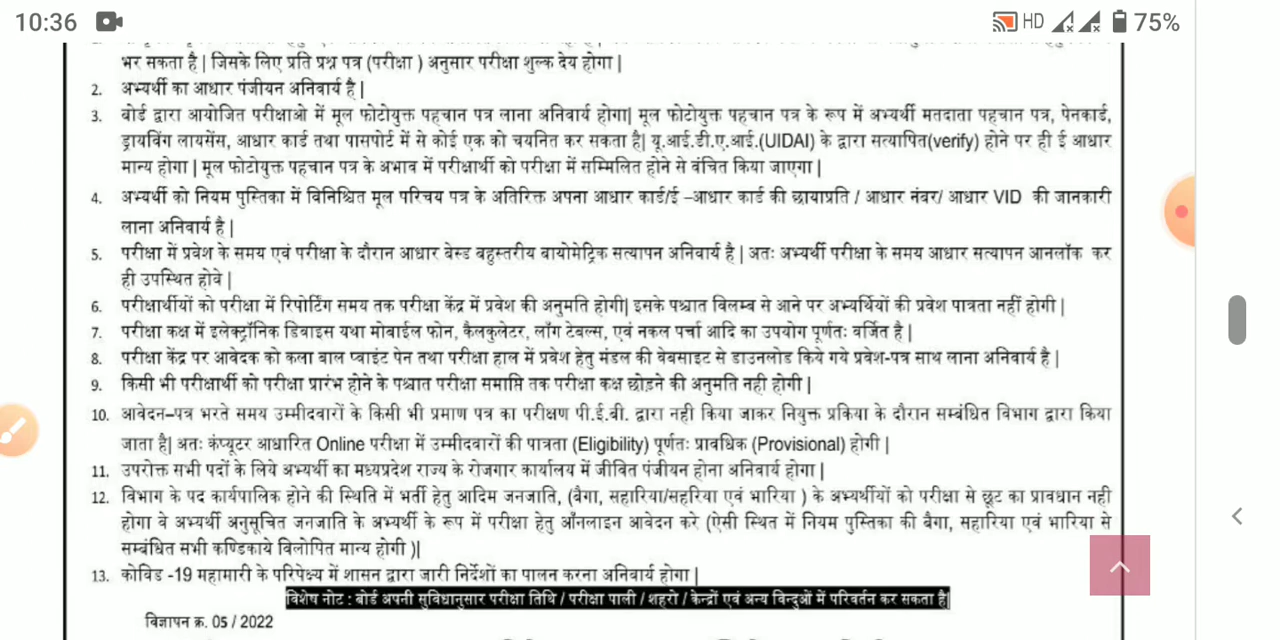 10:36 HD 75%
भर सकता है | जिसके लिए प्रति प्रश्न पत्र (परीक्षा ) अनुसार परीक्षा शुल्क देय होगा |
2. अभ्यर्थी का आधार पंजीयन अनिवार्य है |
3. बोर्ड द्वारा आयोजित परीक्षाओ में मूल फोटोयुक्त पहचान पत्र लाना अनिवार्य होगा| मूल फोटोयुक्त पहचान पत्र के रूप में अभ्यर्थी मतदाता पहचान पत्र, पेनकार्ड,
ड्रायविंग लायसेंस, आधार कार्ड तथा पासपोर्ट में से कोई एक को चयनित कर सकता है| यू.आई.डी.ए.आई.(UIDAI) के द्वारा सत्यापित(verify) होने पर ही ई आधार
मान्य होगा | मूल फोटोयुक्त पहचान पत्र के अभाव में परीक्षार्थी को परीक्षा में सम्मिलित होने से वंचित किया जाएगा |
4. अभ्यर्थी को नियम पुस्तिका में विनिश्चित मूल परिचय पत्र के अतिरिक्त अपना आधार कार्ड/ई –आधार कार्ड की छायाप्रति / आधार नंबर/ आधार VID की जानकारी
लाना अनिवार्य है |
5. परीक्षा में प्रवेश के समय एवं परीक्षा के दौरान आधार बेस्ड बहुस्तरीय वायोमेट्रिक सत्यापन अनिवार्य है | अतः अभ्यर्थी परीक्षा के समय आधार सत्यापन आनलॉक कर
ही उपस्थित होवे |
6. परीक्षार्थीयों को परीक्षा में रिपोर्टिंग समय तक परीक्षा केंद्र में प्रवेश की अनुमति होगी| इसके पश्चात विलम्ब से आने पर अभ्यर्थियों की प्रवेश पात्रता नहीं होगी |
7. परीक्षा कक्ष में इलेक्ट्रॉनिक डिवाइस यथा मोबाईल फोन, कैलकुलेटर, लॉग टेबल्स, एवं नकल पर्चा आदि का उपयोग पूर्णतः वर्जित है |
8. परीक्षा केंद्र पर आवेदक को कला बाल प्वाइंट पेन तथा परीक्षा हाल में प्रवेश हेतु मंडल की वेबसाइट से डाउनलोड किये गये प्रवेश-पत्र साथ लाना अनिवार्य है |
9. किसी भी परीक्षार्थी को परीक्षा प्रारंभ होने के पश्चात परीक्षा समाप्ति तक परीक्षा कक्ष छोड़ने की अनुमति नही होगी |
10. आवेदन–पत्र भरते समय उम्मीदवारों के किसी भी प्रमाण पत्र का परीक्षण पी.ई.बी. द्वारा नही किया जाकर नियुक्त प्रकिया के दौरान सम्बंधित विभाग द्वारा किया
जाता है| अतः कंप्यूटर आधारित Online परीक्षा में उम्मीदवारों की पात्रता (Eligibility) पूर्णतः प्रावधिक (Provisional) होगी |
11. उपरोक्त सभी पदों के लिये अभ्यर्थी का मध्यप्रदेश राज्य के रोजगार कार्यालय में जीवित पंजीयन होना अनिवार्य होगा |
12. विभाग के पद कार्यपालिक होने की स्थिति में भर्ती हेतु आदिम जनजाति, (बैगा, सहारिया/सहरिया एवं भारिया ) के अभ्यर्थीयों को परीक्षा से छूट का प्रावधान नही
होगा वे अभ्यर्थी अनुसूचित जनजाति के अभ्यर्थी के रूप में परीक्षा हेतु ऑनलाइन आवेदन करे (ऐसी स्थित में नियम पुस्तिका की बैगा, सहारिया एवं भारिया से
सम्बंधित सभी कण्डिकाये विलोपित मान्य होगी )|
13. कोविड -19 महामारी के परिपेक्ष्य में शासन द्वारा जारी निर्देशों का पालन करना अनिवार्य होगा |
विशेष नोट : बोर्ड अपनी सुविधानुसार परीक्षा तिथि / परीक्षा पाली / शहरो / केन्द्रों एवं अन्य विन्दुओं में परिवर्तन कर सकता है|
विज्ञापन क्र. 05 / 2022